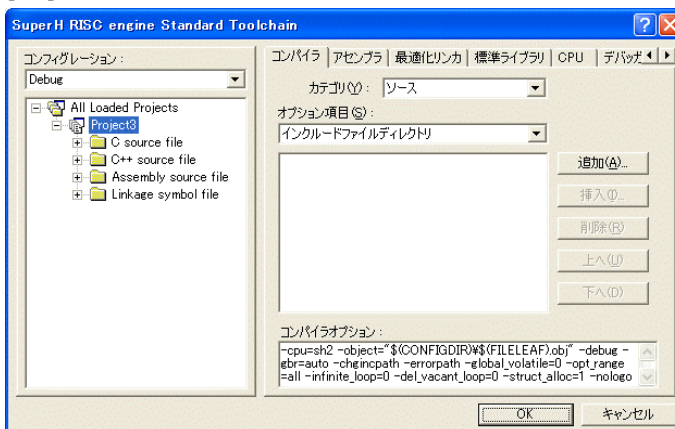 SuperH RISC engine Standard Toolchain
コンフィグレーション :
Debug
All Loaded Projects
Project3
C source file
C++ source file
Assembly source file
Linkage symbol file
コンパイラ アセンブラ 最適化リンカ 標準ライブラリ CPU デバッガ
カテゴリ(Y) : ソース
オプション項目(S) :
インクルードファイルディレクトリ
追加(A)...
挿入(I)...
削除(R)
上へ(U)
下へ(D)
コンパイラオプション :
-cpu=sh2 -object="$(CONFIGDIR)¥$(FILELEAF).obj" -debug -
gbr=auto -chgincpath -errorpath -global_volatile=0 -opt_range
=all -infinite_loop=0 -del_vacant_loop=0 -struct_alloc=1 -nologo
OK キャンセル